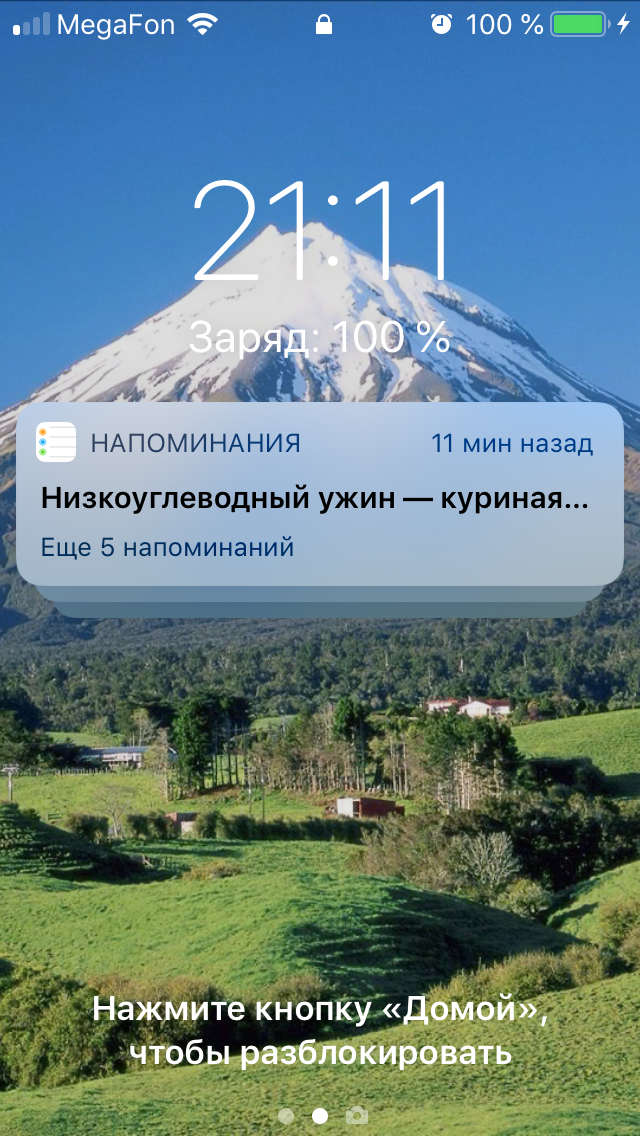 MegaFon 100 %
21:11
Заряд: 100 %
НАПОМИНАНИЯ 11 мин назад
Низкоуглеводный ужин — куриная...
Еще 5 напоминаний
Нажмите кнопку «Домой»,
чтобы разблокировать